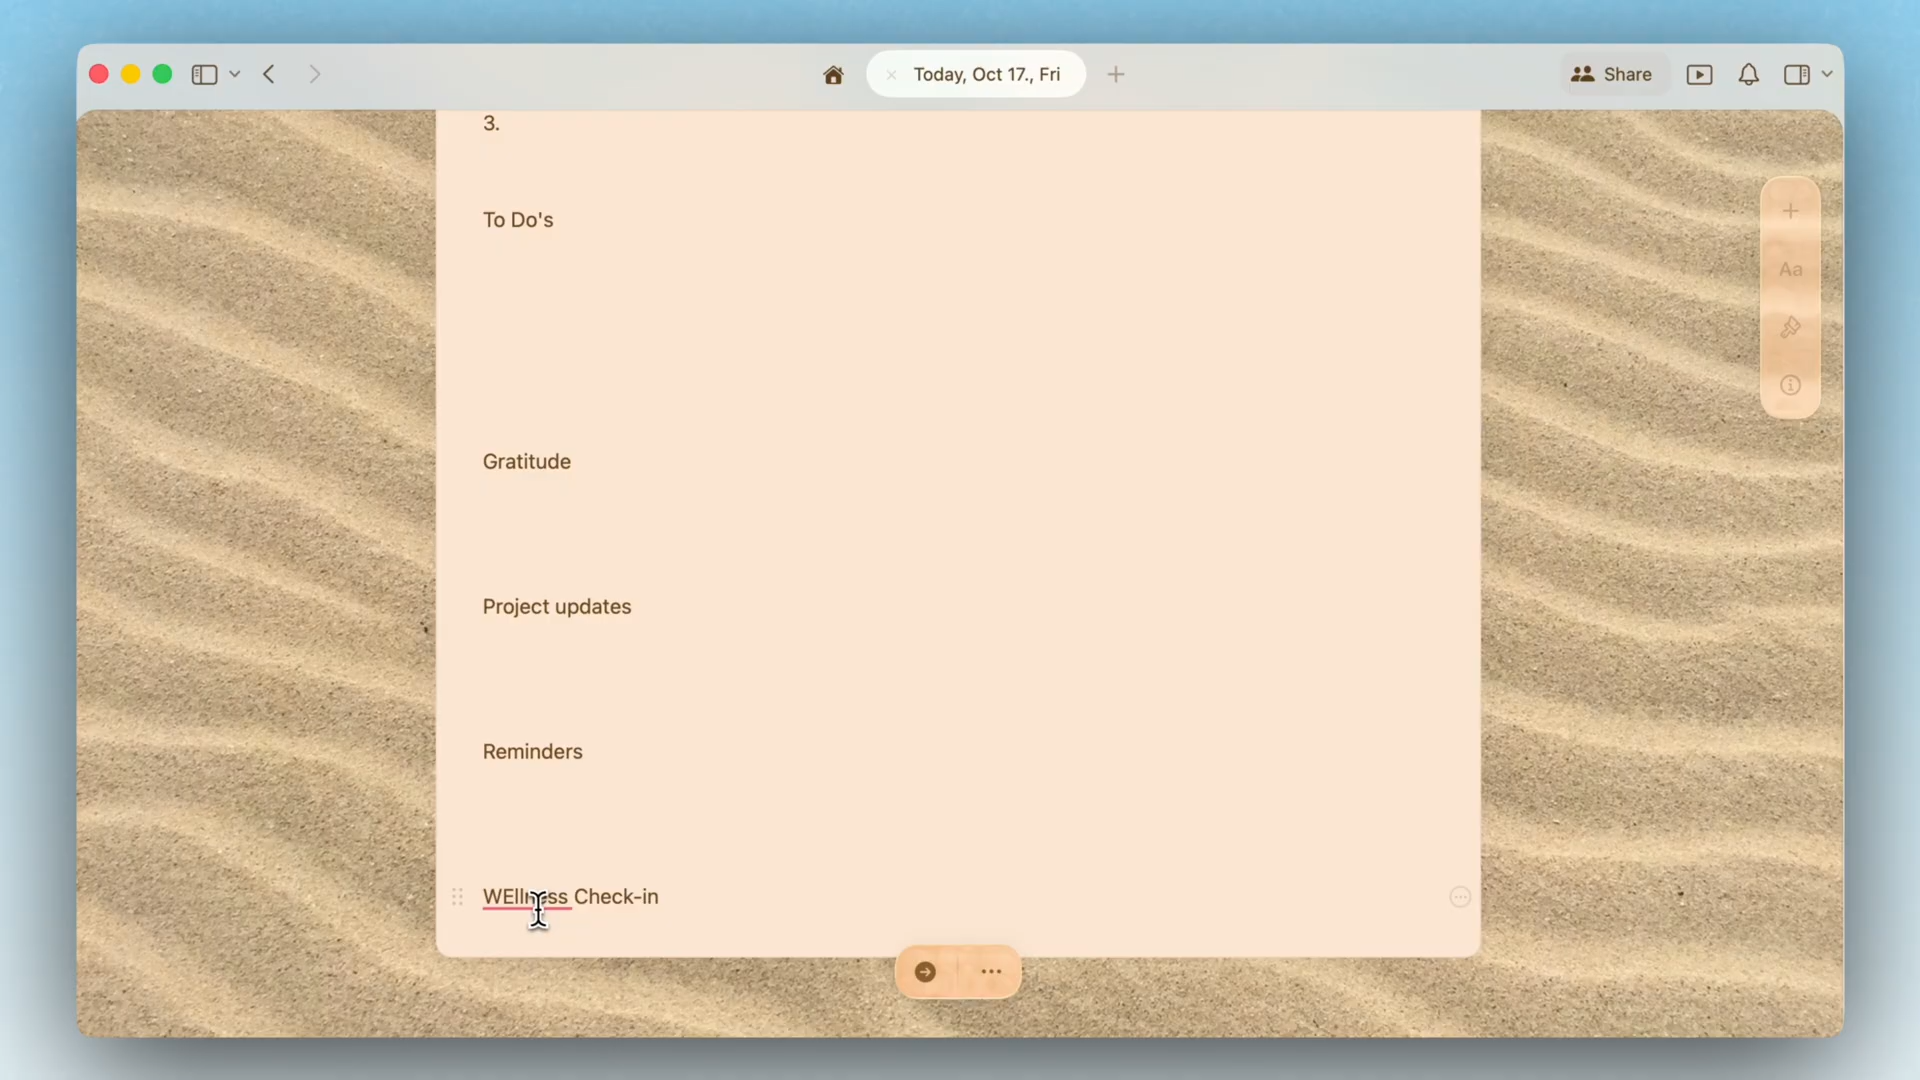 Today, Oct 17., Fri
Share
3.
To Do's
Aa
Gratitude
Project updates
Reminders
WEllness Check-in